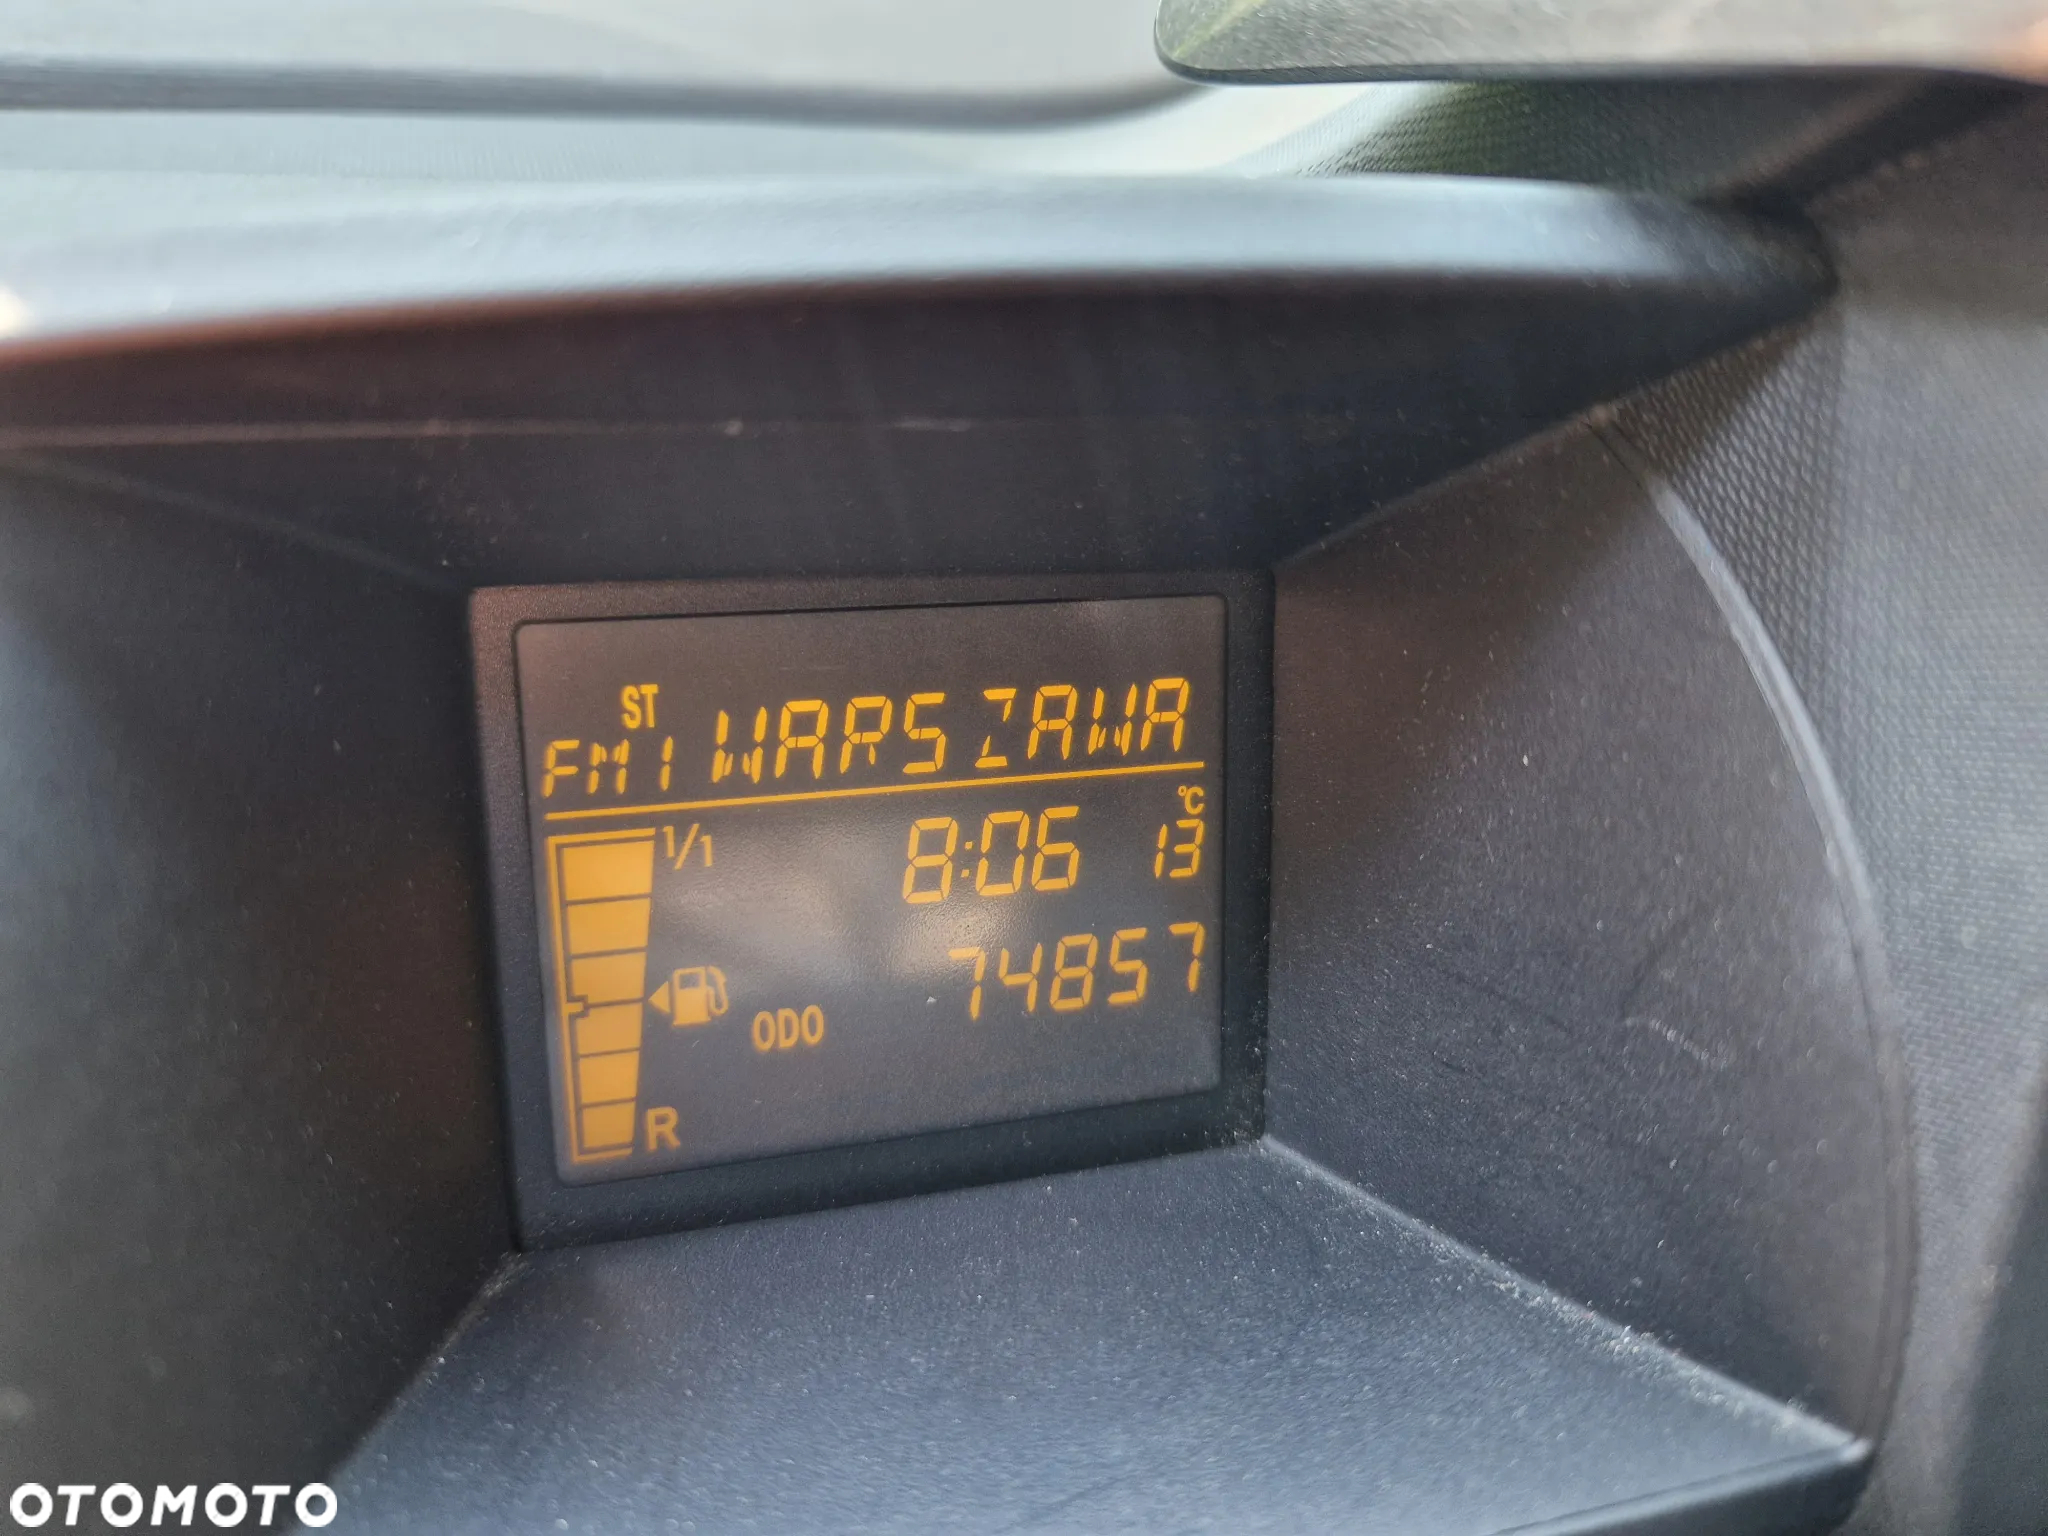 ST
FM1 WARSZAWA
°C
1/1 8:06 13
ODO 74857
R
OTOMOTO